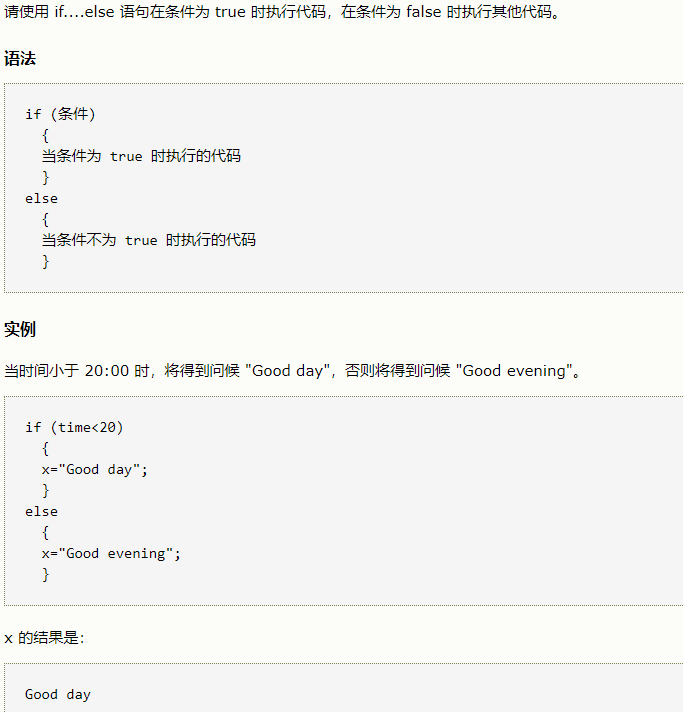 请使用 if....else 语句在条件为 true 时执行代码，在条件为 false 时执行其他代码。
语法
if (条件)
  {
  当条件为 true 时执行的代码
  }
else
  {
  当条件不为 true 时执行的代码
  }
实例
当时间小于 20:00 时，将得到问候 "Good day"，否则将得到问候 "Good evening"。
if (time<20)
  {
  x="Good day";
  }
else
  {
  x="Good evening";
  }
x 的结果是：
Good day